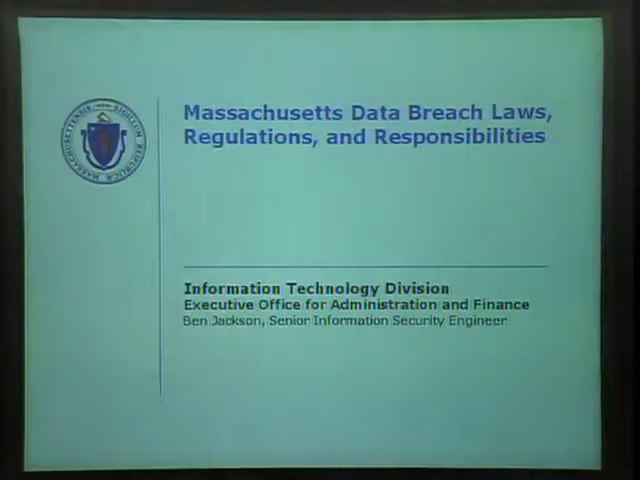 Massachusetts Data Breach Laws,
Regulations, and Responsibilities
Information Technology Division
Executive Office for Administration and Finance
Ben Jackson, Senior Information Security Engineer